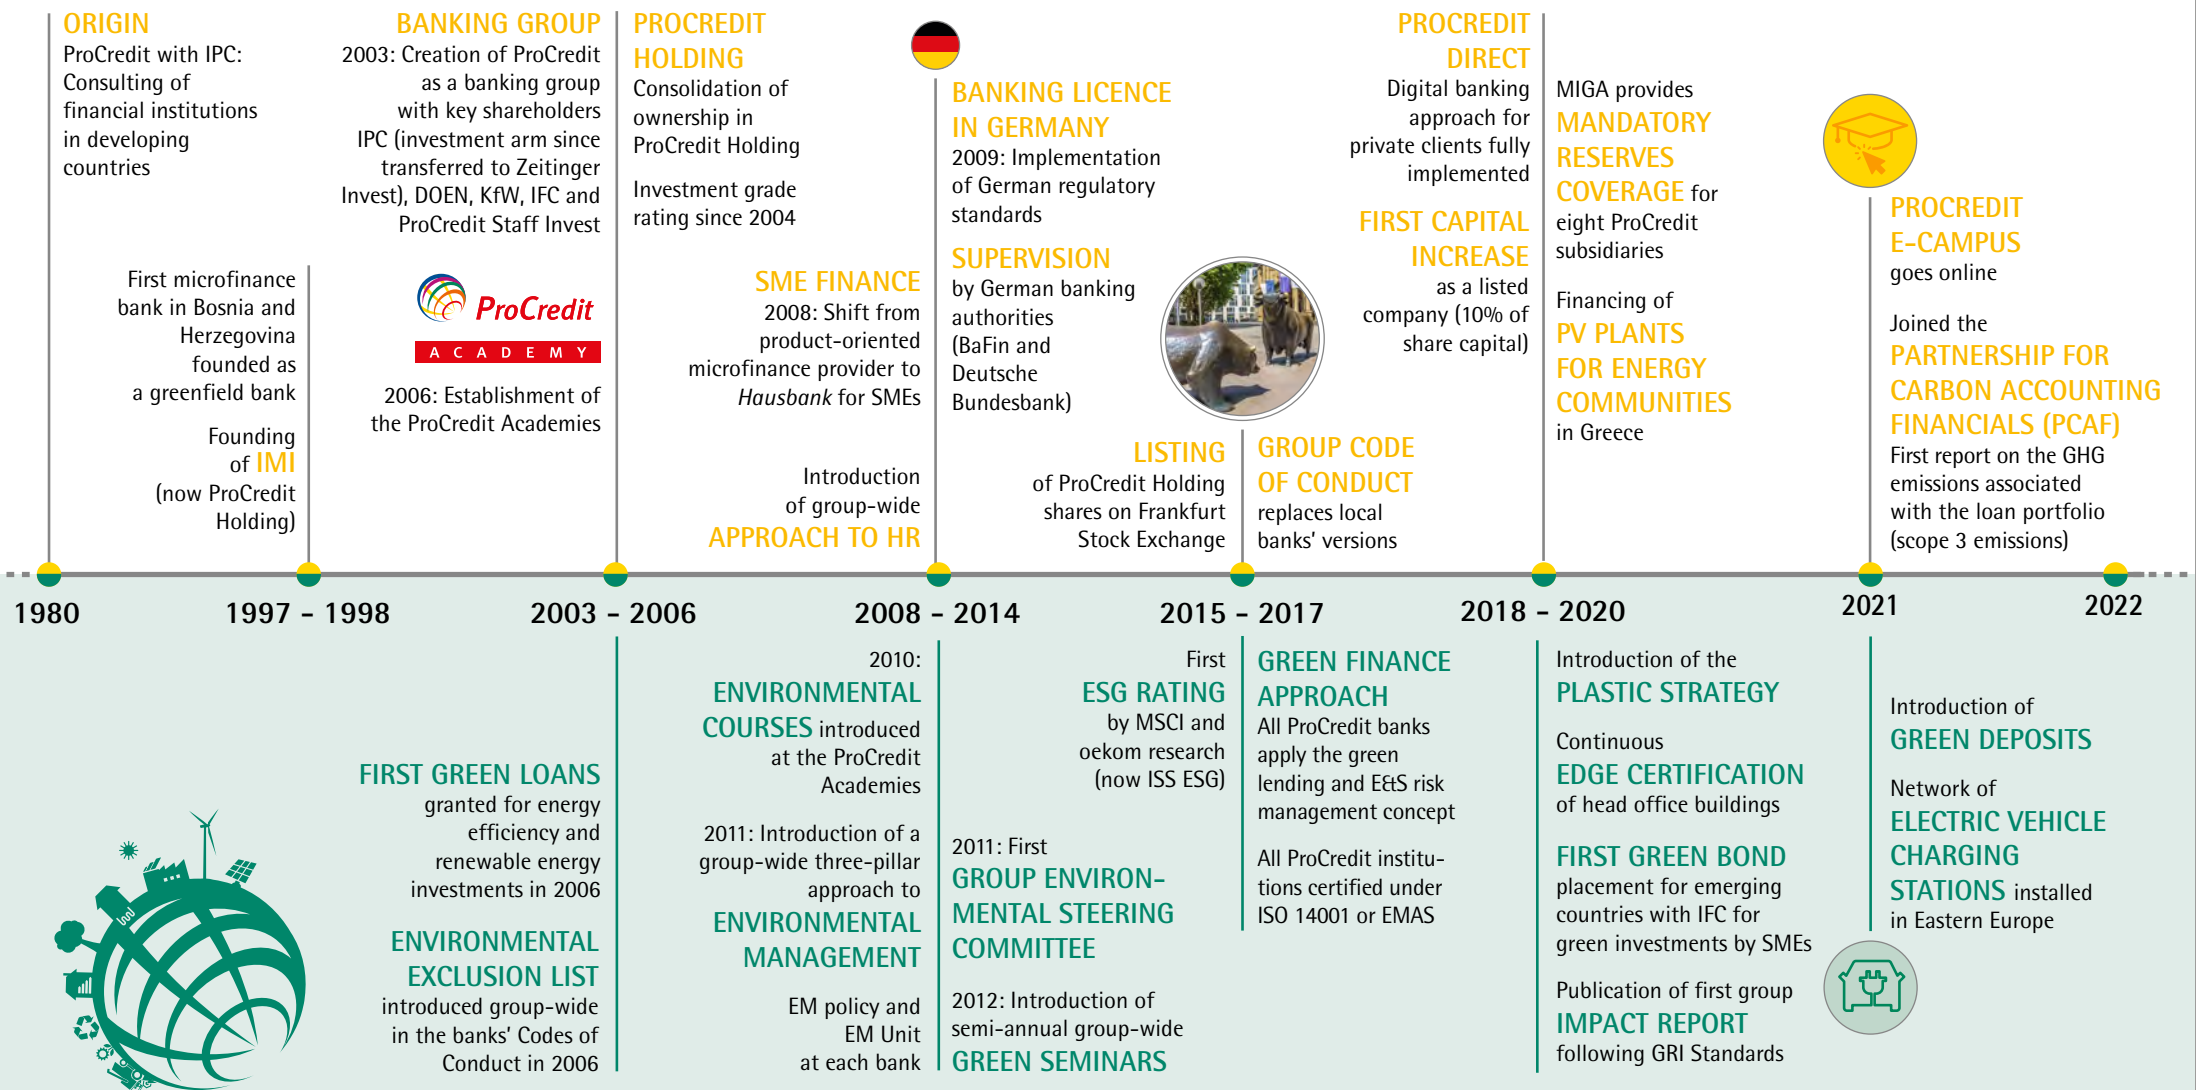 ORIGIN
ProCredit with IPC:
Consulting of
financial institutions
in developing
countries
First microfinance
bank in Bosnia and
Herzegovina
founded as
a greenfield bank
Founding
of IMI
(now ProCredit
Holding)
BANKING GROUP
2003: Creation of ProCredit
as a banking group
with key shareholders
IPC (investment arm since
transferred to Zeitinger
Invest), DOEN, KfW, IFC and
ProCredit Staff Invest
ProCredit
ACADEMY
2006: Establishment of
the ProCredit Academies
PROCREDIT
HOLDING
Consolidation of
ownership in
ProCredit Holding
Investment grade
rating since 2004
SME FINANCE
2008: Shift from
product-oriented
microfinance provider to
Hausbank for SMEs
Introduction
of group-wide
APPROACH TO HR
BANKING LICENCE
IN GERMANY
2009: Implementation
of German regulatory
standards
SUPERVISION
by German banking
authorities
(BaFin and
Deutsche
Bundesbank)
LISTING
of ProCredit Holding
shares on Frankfurt
Stock Exchange
GROUP CODE
OF CONDUCT
replaces local
banks' versions
PROCREDIT
DIRECT
Digital banking
approach for
private clients fully
implemented
FIRST CAPITAL
INCREASE
as a listed
company (10% of
share capital)
MIGA provides
MANDATORY
RESERVES
COVERAGE for
eight ProCredit
subsidiaries
Financing of
PV PLANTS
FOR ENERGY
COMMUNITIES
in Greece
PROCREDIT
E-CAMPUS
goes online
Joined the
PARTNERSHIP FOR
CARBON ACCOUNTING
FINANCIALS (PCAF)
First report on the GHG
emissions associated
with the loan portfolio
(scope 3 emissions)
1980
1997 - 1998
2003 - 2006
2008 - 2014
2015 - 2017
2018 - 2020
2021
2022
FIRST GREEN LOANS
granted for energy
efficiency and
renewable energy
investments in 2006
ENVIRONMENTAL
EXCLUSION LIST
introduced group-wide
in the banks' Codes of
Conduct in 2006
2010:
ENVIRONMENTAL
COURSES introduced
at the ProCredit
Academies
2011: Introduction of a
group-wide three-pillar
approach to
ENVIRONMENTAL
MANAGEMENT
EM policy and
EM Unit
at each bank
2011: First
GROUP ENVIRON-
MENTAL STEERING
COMMITTEE
2012: Introduction of
semi-annual group-wide
GREEN SEMINARS
First
ESG RATING
by MSCI and
oekom research
(now ISS ESG)
GREEN FINANCE
APPROACH
All ProCredit banks
apply the green
lending and E&S risk
management concept
All ProCredit institu-
tions certified under
ISO 14001 or EMAS
Introduction of the
PLASTIC STRATEGY
Continuous
EDGE CERTIFICATION
of head office buildings
FIRST GREEN BOND
placement for emerging
countries with IFC for
green investments by SMEs
Publication of first group
IMPACT REPORT
following GRI Standards
Introduction of
GREEN DEPOSITS
Network of
ELECTRIC VEHICLE
CHARGING
STATIONS installed
in Eastern Europe